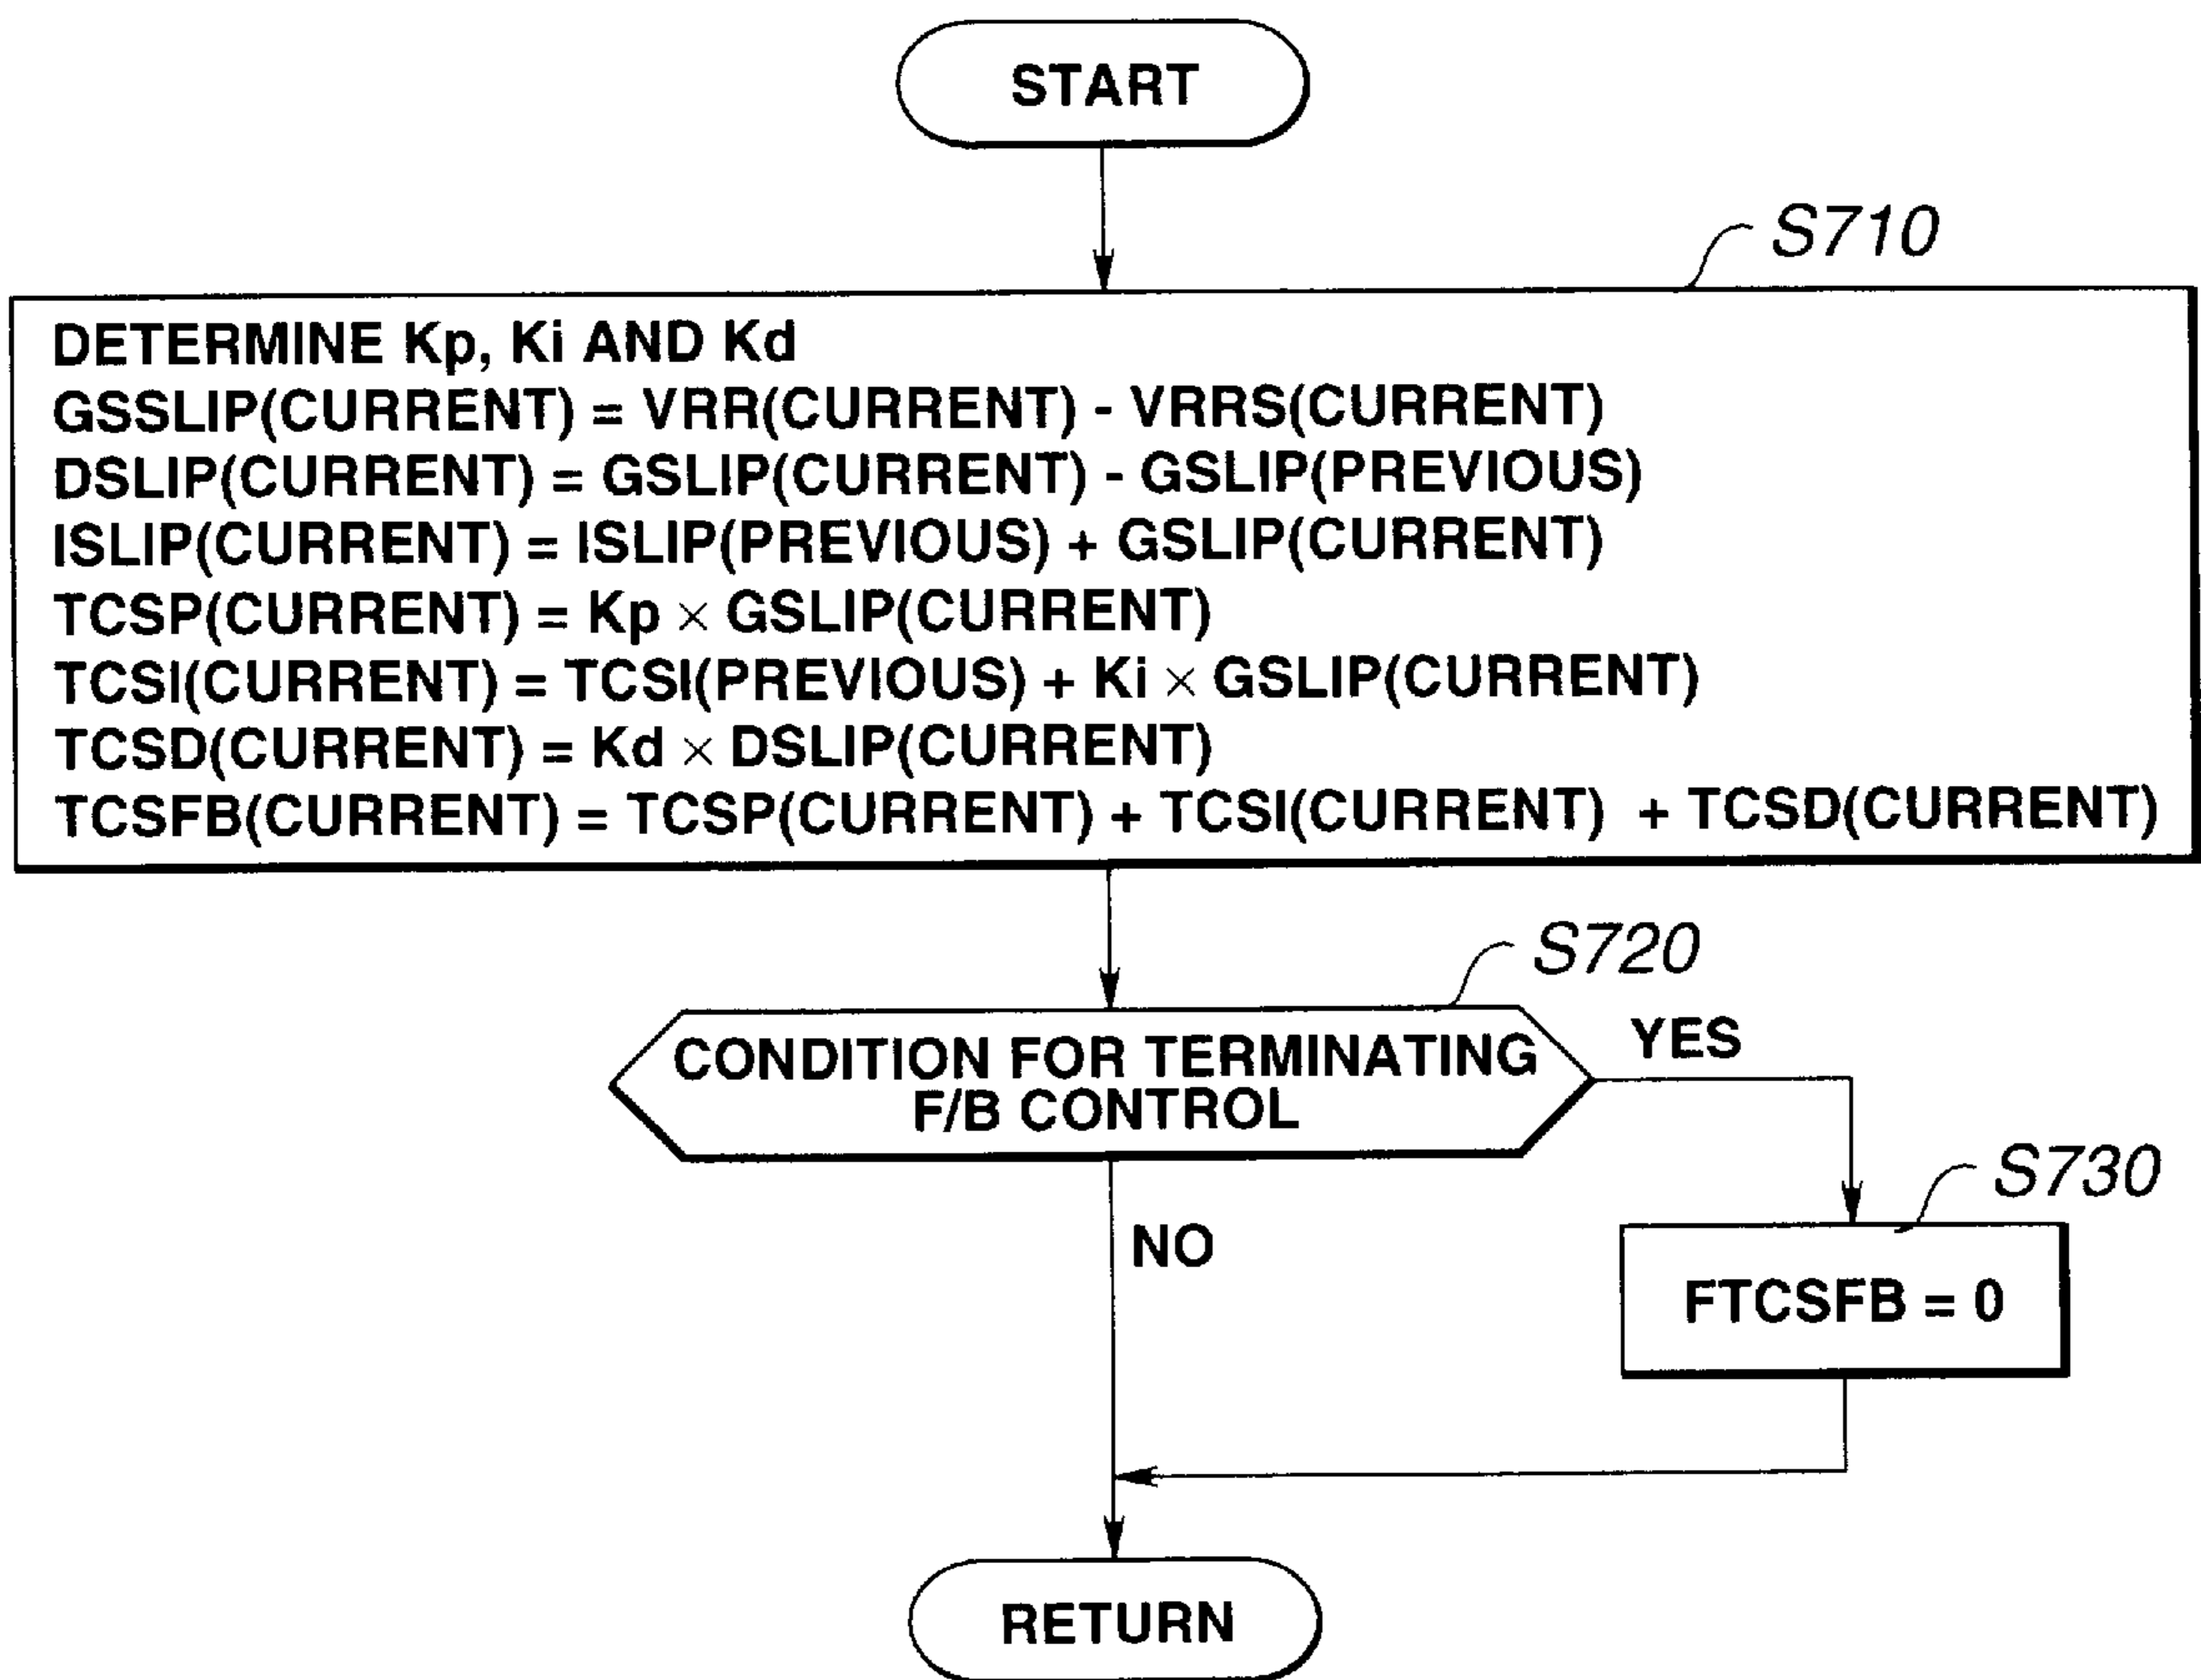 START
S710
DETERMINE Kp, Ki AND Kd
GSSLIP(CURRENT) = VRR(CURRENT) - VRRS(CURRENT)
DSLIP(CURRENT) = GSLIP(CURRENT) - GSLIP(PREVIOUS)
ISLIP(CURRENT) = ISLIP(PREVIOUS) + GSLIP(CURRENT)
TCSP(CURRENT) = Kp × GSLIP(CURRENT)
TCSI(CURRENT) = TCSI(PREVIOUS) + Ki × GSLIP(CURRENT)
TCSD(CURRENT) = Kd × DSLIP(CURRENT)
TCSFB(CURRENT) = TCSP(CURRENT) + TCSI(CURRENT) + TCSD(CURRENT)
S720
CONDITION FOR TERMINATING
F/B CONTROL
YES
S730
NO
FTCSFB = 0
RETURN